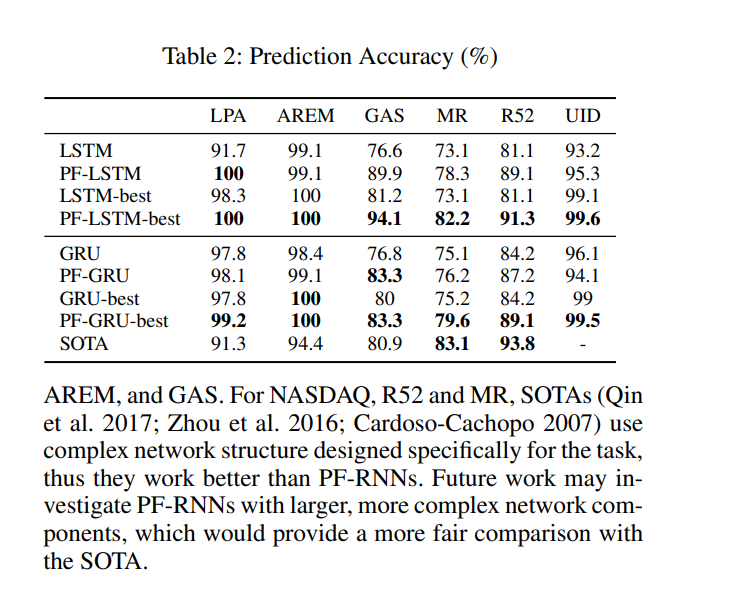 Table 2: Prediction Accuracy (%)
LPA AREM GAS MR R52 UID
LSTM 91.7 99.1 76.6 73.1 81.1 93.2
PF-LSTM 100 99.1 89.9 78.3 89.1 95.3
LSTM-best 98.3 100 81.2 73.1 81.1 99.1
PF-LSTM-best 100 100 94.1 82.2 91.3 99.6
GRU 97.8 98.4 76.8 75.1 84.2 96.1
PF-GRU 98.1 99.1 83.3 76.2 87.2 94.1
GRU-best 97.8 100 80 75.2 84.2 99
PF-GRU-best 99.2 100 83.3 79.6 89.1 99.5
SOTA 91.3 94.4 80.9 83.1 93.8 -
AREM, and GAS. For NASDAQ, R52 and MR, SOTAs (Qin
et al. 2017; Zhou et al. 2016; Cardoso-Cachopo 2007) use
complex network structure designed specifically for the task,
thus they work better than PF-RNNs. Future work may in-
vestigate PF-RNNs with larger, more complex network com-
ponents, which would provide a more fair comparison with
the SOTA.